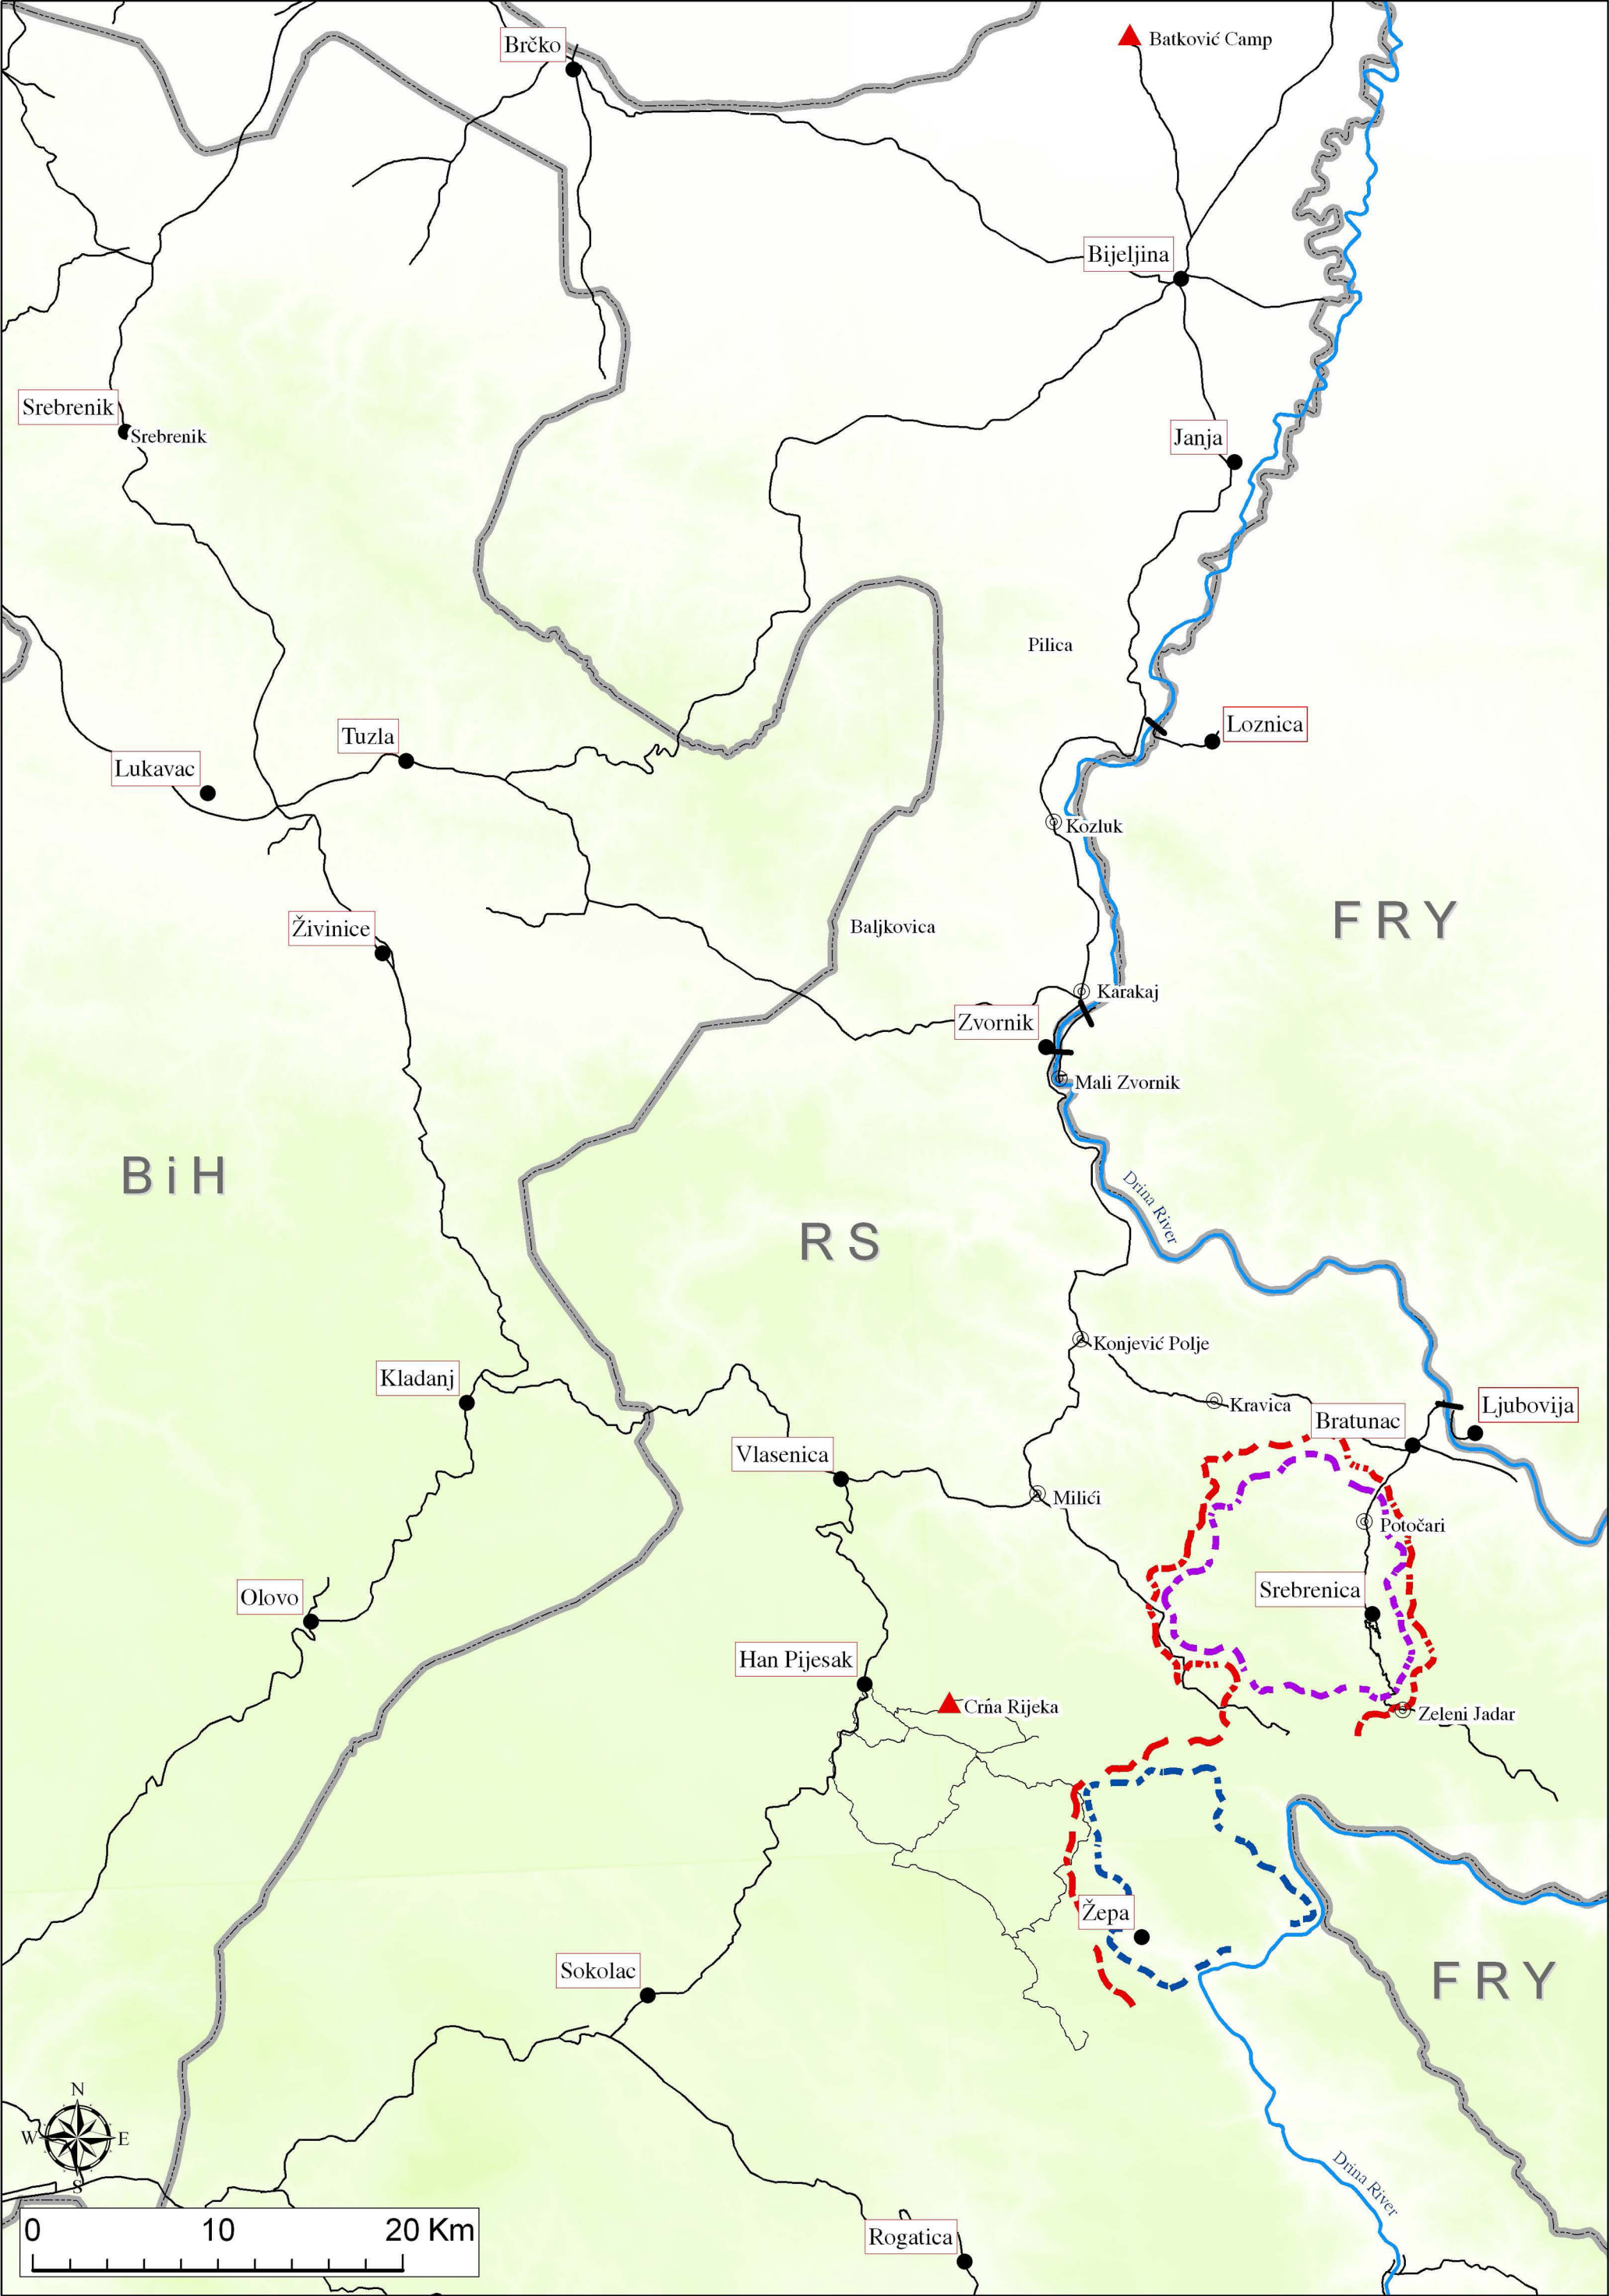 Brčko
Batković Camp
Bijeljina
Srebrenik
Srebrenik
Janja
Pilica
Loznica
Tuzla
Lukavac
Kozluk
FRY
Živinice
Baljkovica
Karakaj
Zvornik
Mali Zvornik
BiH
Drina River
RS
Konjević Polje
Kladanj
Kravica
Ljubovija
Bratunac
Vlasenica
Milići
Potočari
Srebrenica
Olovo
Han Pijesak
Crńa Rijeka
Zeleni Jadar
Žepa
Sokolac
FRY
N
W E
S
Drina River
0 10 20 Km
Rogatica